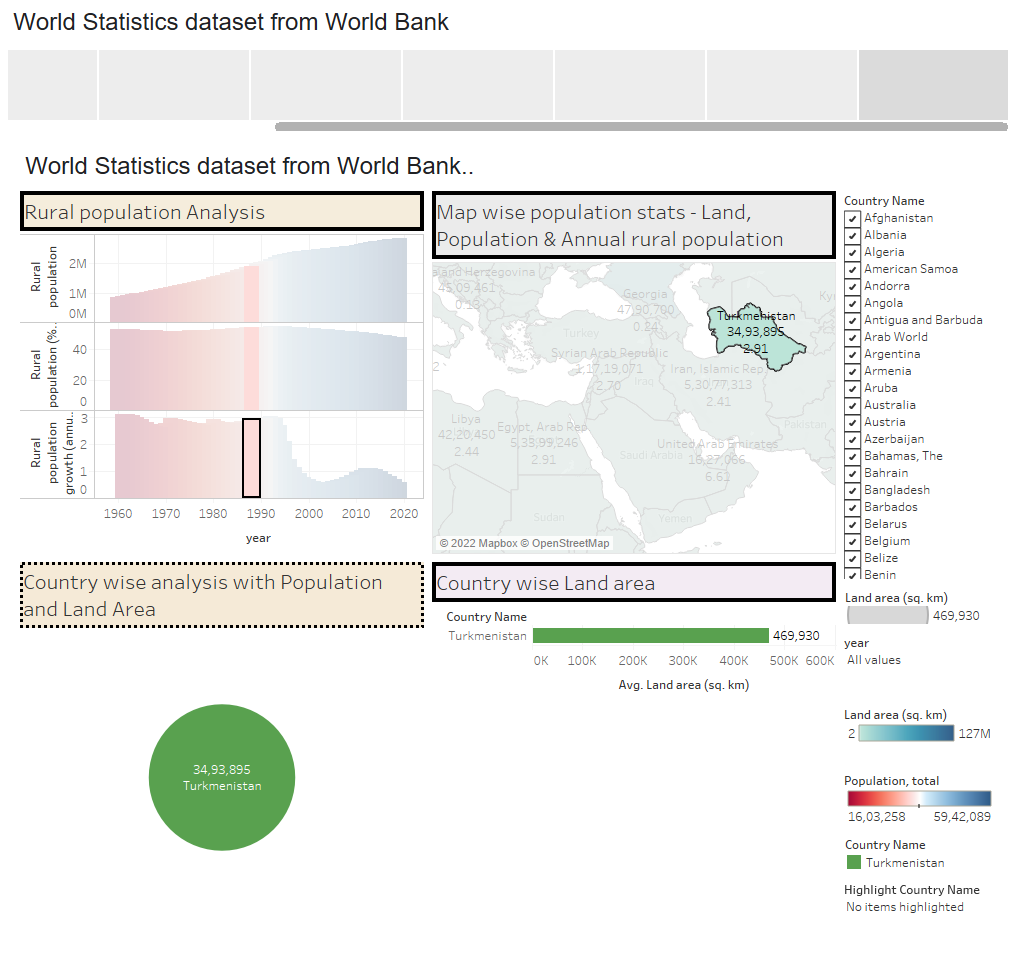 World Statistics dataset from World Bank
World Statistics dataset from World Bank..
Rural population Analysis
Rural
population
2M
1M
0M
Rural
population (%..
40
20
0
Rural
population
growth (annu..
3
2
1
0
1960 1970 1980 1990 2000 2010 2020
year
Map wise population stats - Land,
Population & Annual rural population
s and Herzegovina
45,09,461
0.13
Georgia
47,90,700
0.24
Ky
Turkmenistan
34,93,895
2.91
Turkey
Syrian Arab Republic
1,17,19,071
2.70
Iraq
Iran, Islamic Rep.
5,30,77,313
2.41
2
Libya
42,20,450
2.44
Egypt, Arab Rep.
5,33,99,246
2.91
Pakistan
United Arab Emirates
Saudi Arabia
6.61
Sudan
Yemen
© 2022 Mapbox © OpenStreetMap
Country wise analysis with Population
and Land Area
34,93,895
Turkmenistan
Country wise Land area
Country Name
Turkmenistan
469,930
0K 100K 200K 300K 400K 500K 600K
Avg. Land area (sq. km)
Country Name
Afghanistan
Albania
Algeria
American Samoa
Andorra
Angola
Antigua and Barbuda
Arab World
Argentina
Armenia
Aruba
Australia
Austria
Azerbaijan
Bahamas, The
Bahrain
Bangladesh
Barbados
Belarus
Belgium
Belize
Benin
Land area (sq. km)
469,930
year
All values
Land area (sq. km)
2 127M
Population, total
16,03,258 59,42,089
Country Name
Turkmenistan
Highlight Country Name
No items highlighted